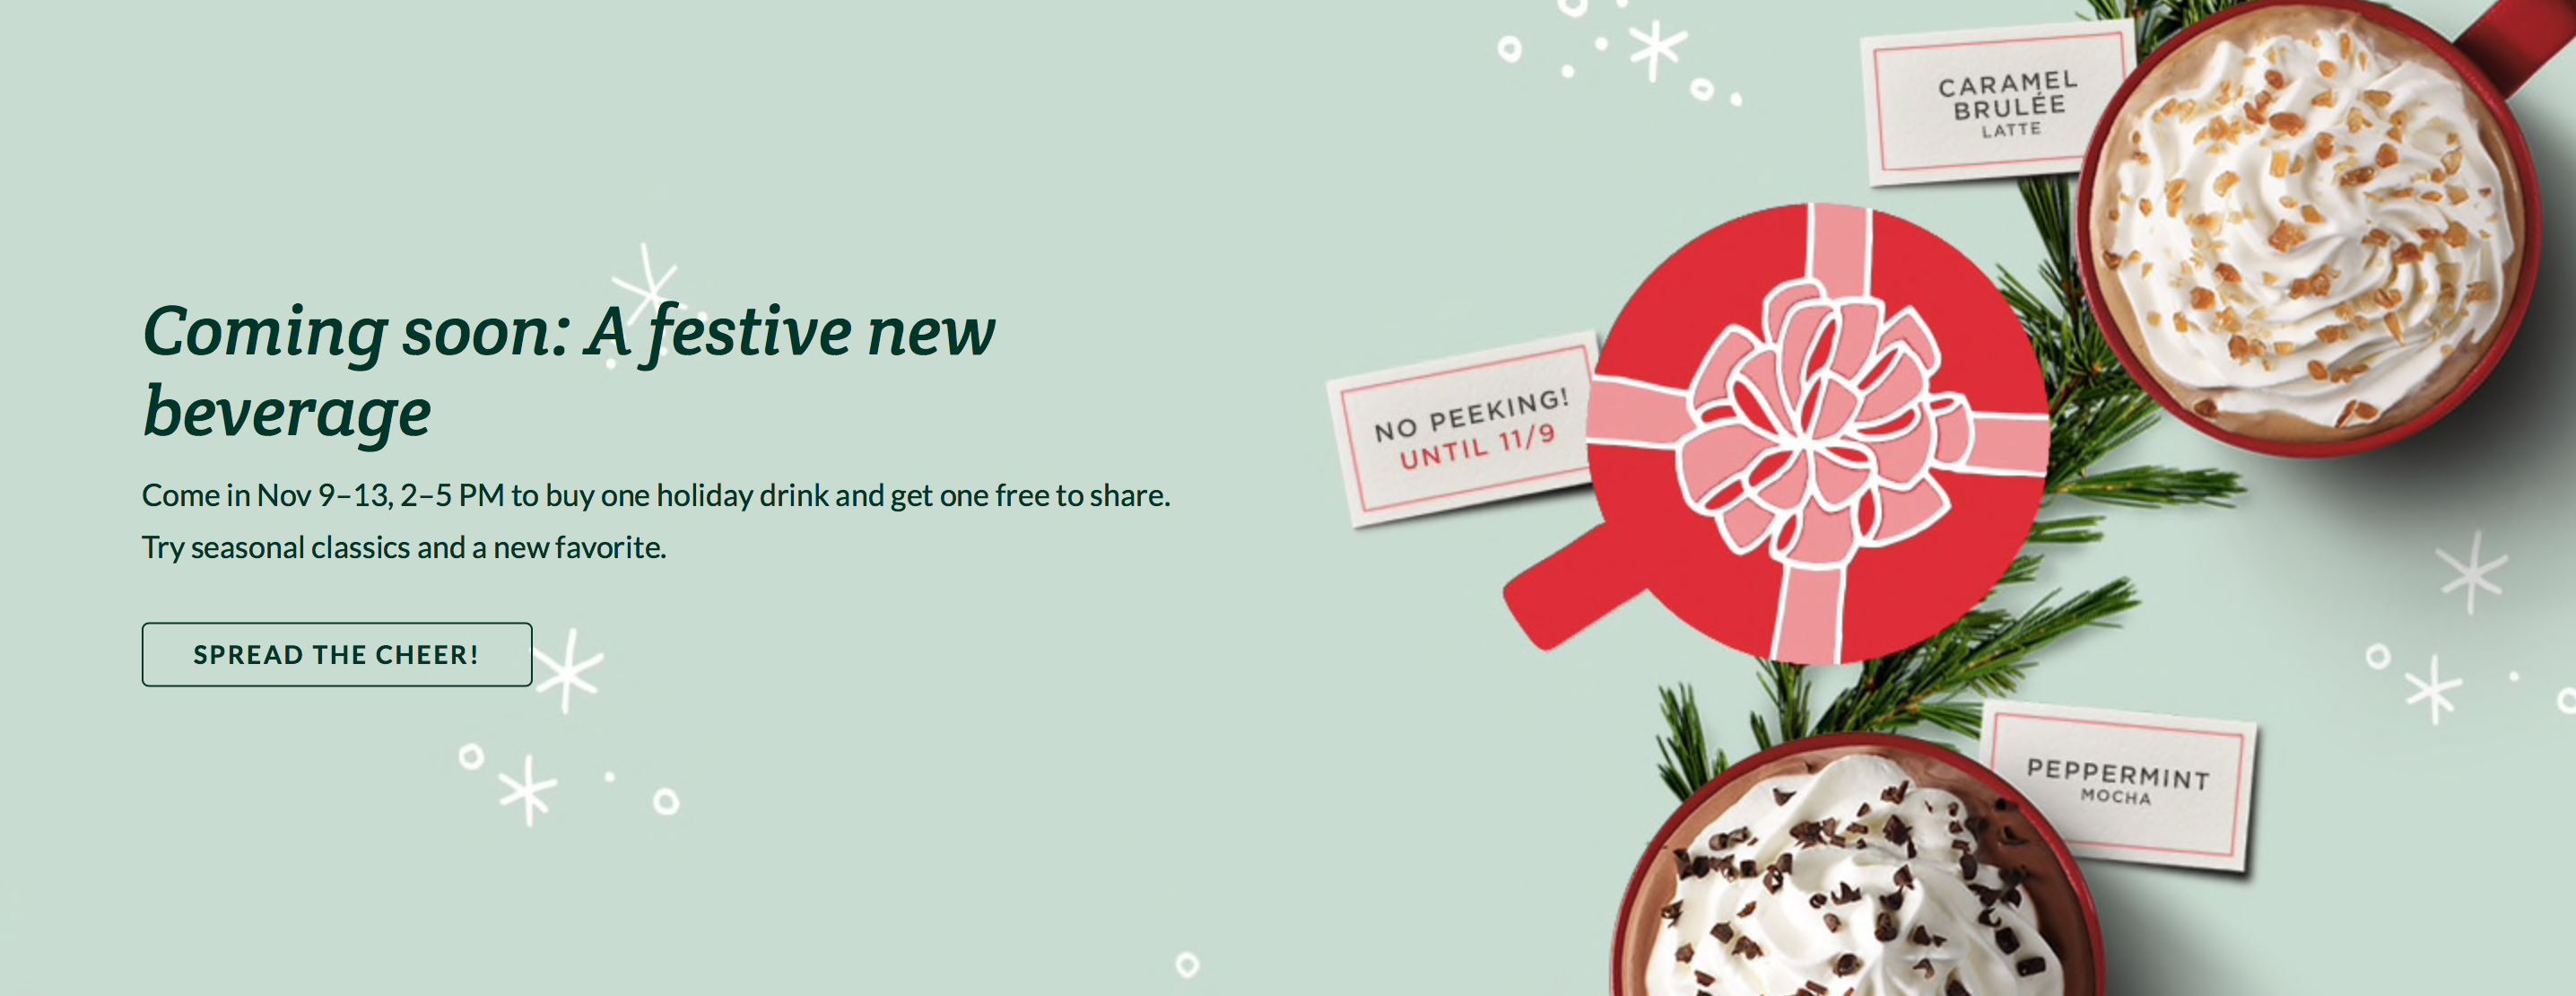 Coming soon: A festive new
beverage
Come in Nov 9–13, 2–5 PM to buy one holiday drink and get one free to share.
Try seasonal classics and a new favorite.
SPREAD THE CHEER!
CARAMEL
BRULÉE
LATTE
NO PEEKING!
UNTIL 11/9
PEPPERMINT
MOCHA